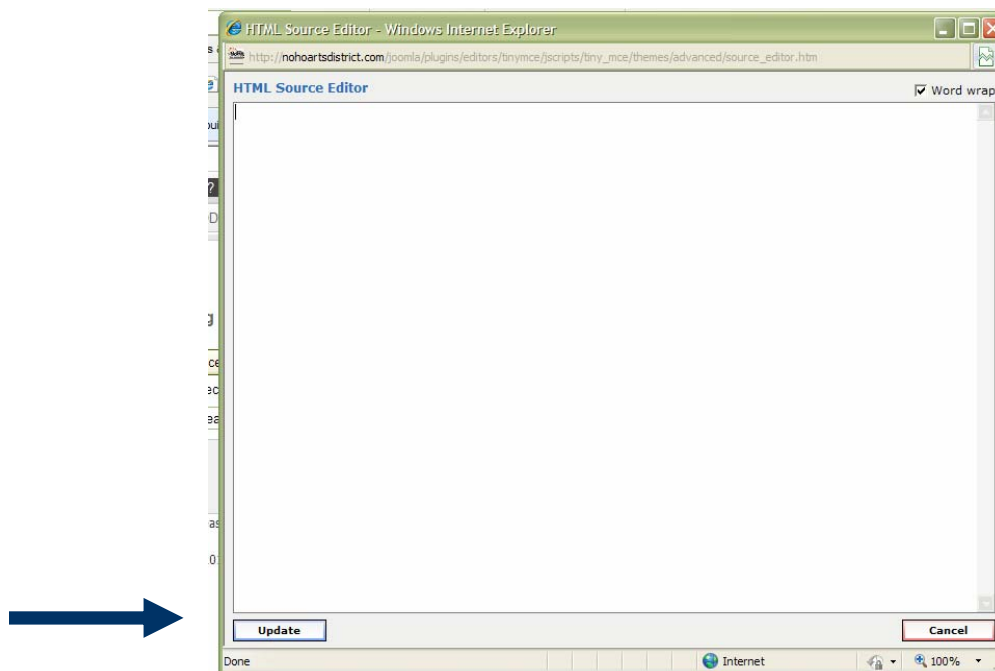 HTML Source Editor - Windows Internet Explorer
http://nohoartsdistrict.com/joomla/plugins/editors/tinymce/jscripts/tiny_mce/themes/advanced/source_editor.htm
HTML Source Editor
Word wrap
Update
Cancel
Done
Internet
100%